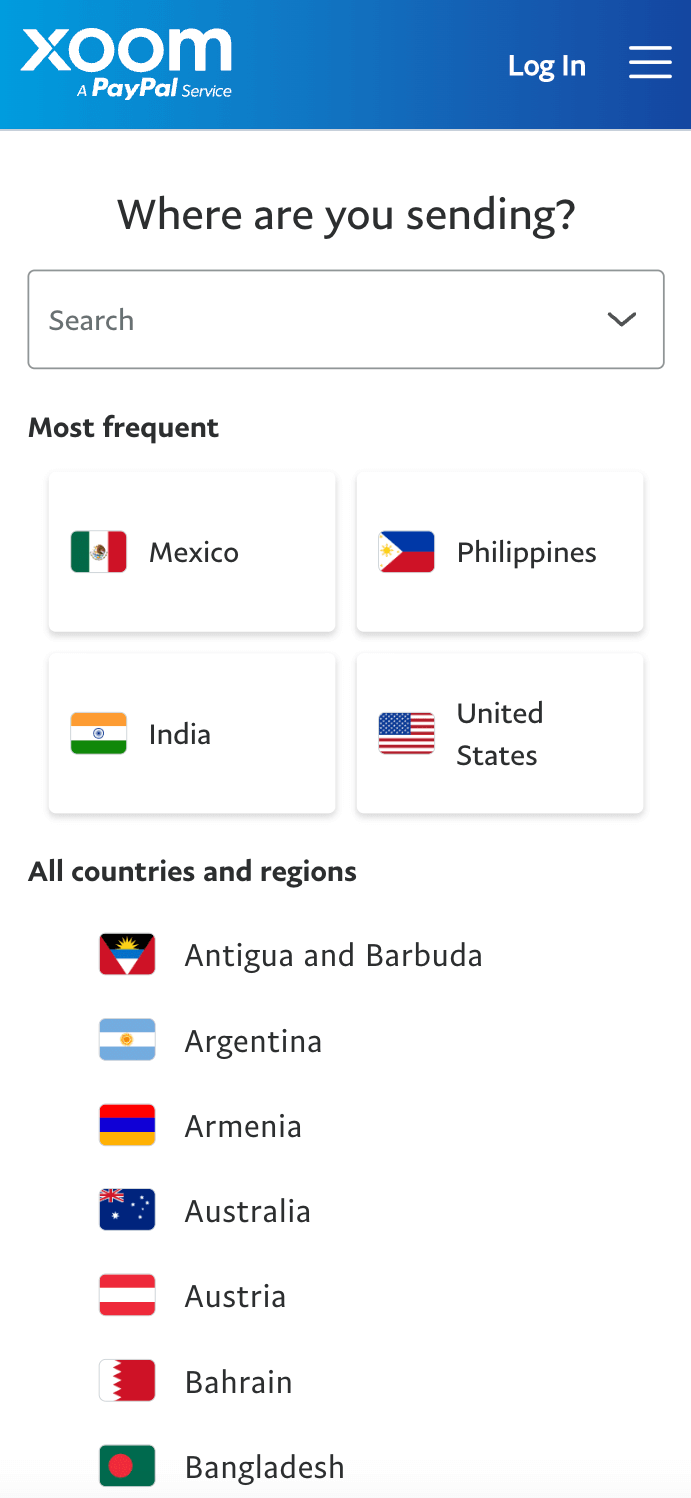 xoom
A PayPal Service
Log In
Where are you sending?
Search
Most frequent
Mexico
Philippines
India
United
States
All countries and regions
Antigua and Barbuda
Argentina
Armenia
Australia
Austria
Bahrain
Bangladesh